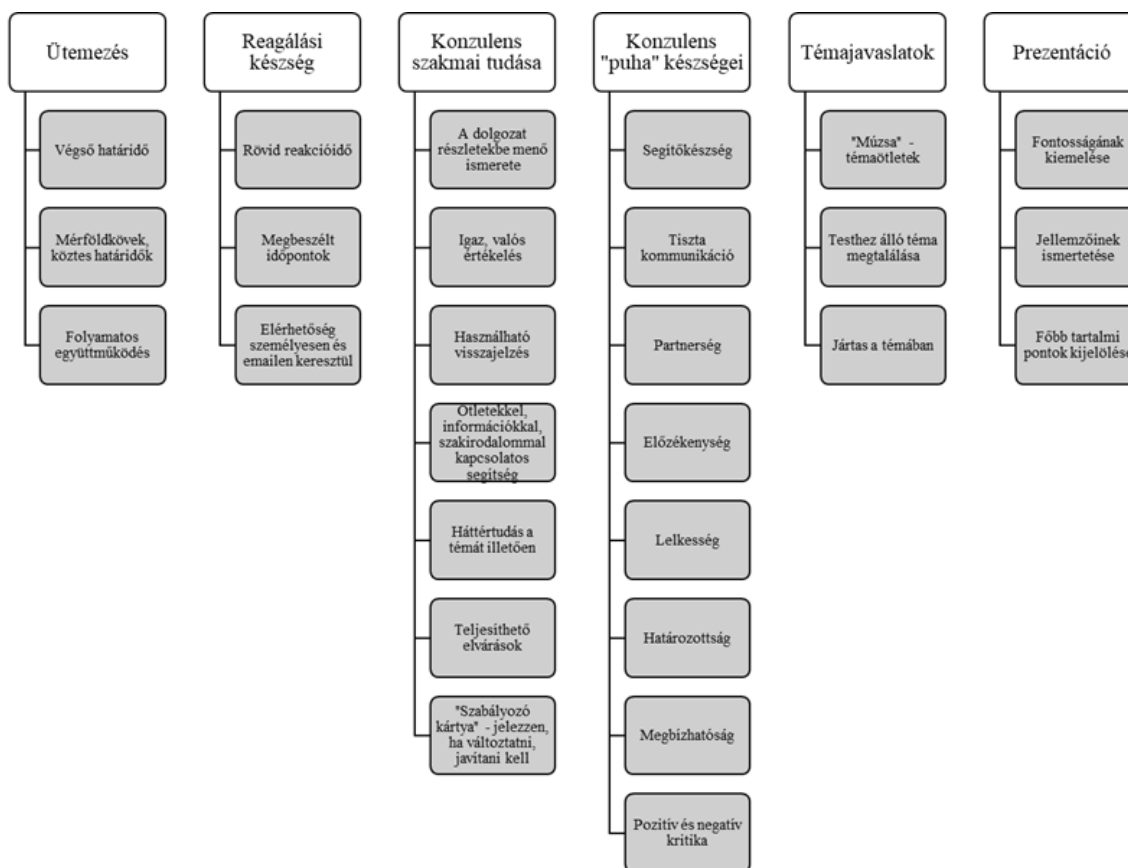 Ütemezés
Végső határidő
Mérföldkövek,
köztes határidők
Folyamatos
együttműködés
Reagálási
készség
Rövid reakcióidő
Megbeszélt
időpontok
Elérhetőség
személyesen és
emailen keresztül
Konzulens
szakmai tudása
A dolgozat
részletekbe menő
ismerete
Igaz, valós
értékelés
Használható
visszajelzés
Ötletekkel,
információkkal,
szakirodalommal
kapcsolatos
segítség
Háttértudás a
témát illetően
Teljesíthető
elvárások
"Szabályozó
kártya" - jelezzen,
ha változtatni,
javítani kell
Konzulens
"puha" készségei
Segítőkészség
Tiszta
kommunikáció
Partnerség
Előzékenység
Lelkesség
Határozottság
Megbízhatóság
Pozitív és negatív
kritika
Témajavaslatok
"Múzsa" -
témaötletek
Testhez álló téma
megtalálása
Jártas a témában
Prezentáció
Fontosságának
kiemelése
Jellemzőinek
ismertetése
Főbb tartalmi
pontok kijelölése